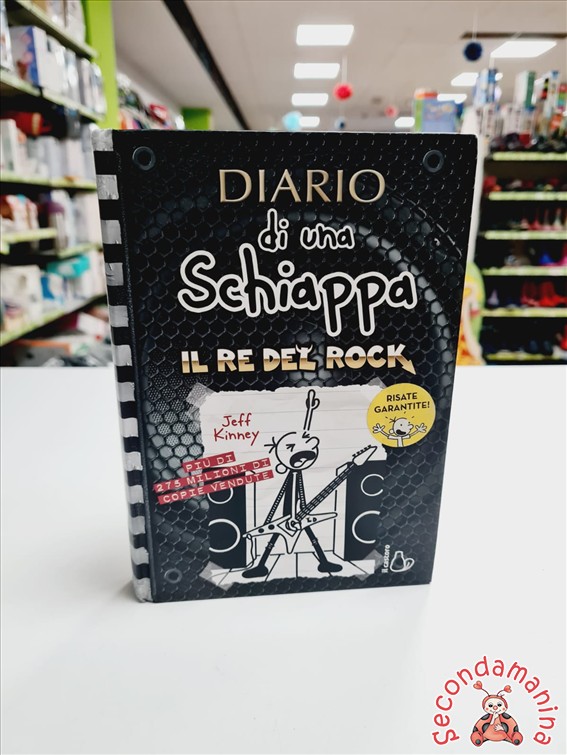 DIARIO
di una
Schiappa
IL RE DEL ROCK
RISATE
GARANTITE!
Jeff
Kinney
PIÙ DI
275 MILIONI DI
COPIE VENDUTE
il castoro
Secondamanina